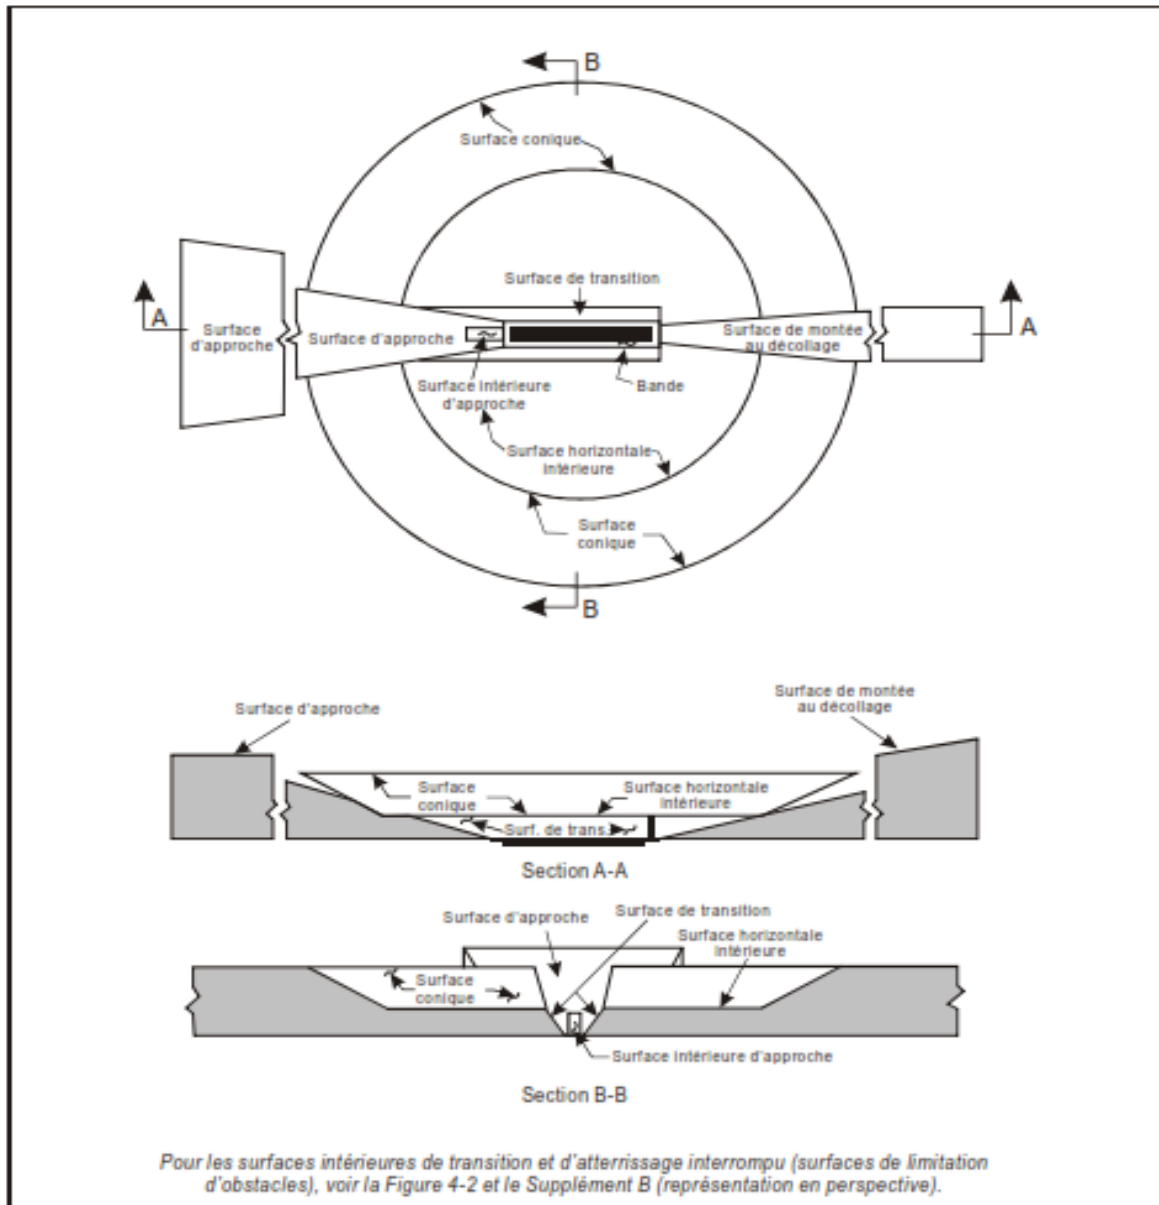 B
Surface conique
Surface de transition
A
Surface
d'approche
Surface d'approche
Surface de montée
au décollage
A
Surface intérieure
d'approche
Bande
Surface horizontale
intérieure
Surface
conique
B
Surface de montée
au décollage
Surface d'approche
Surface
conique
Surface horizontale
intérieure
Surf. de trans.
Section A-A
Surface d'approche
Surface de transition
Surface horizontale
intérieure
Surface
conique
Surface intérieure d'approche
Section B-B
Pour les surfaces intérieures de transition et d'atterrissage interrompu (surfaces de limitation
d'obstacles), voir la Figure 4-2 et le Supplément B (représentation en perspective).